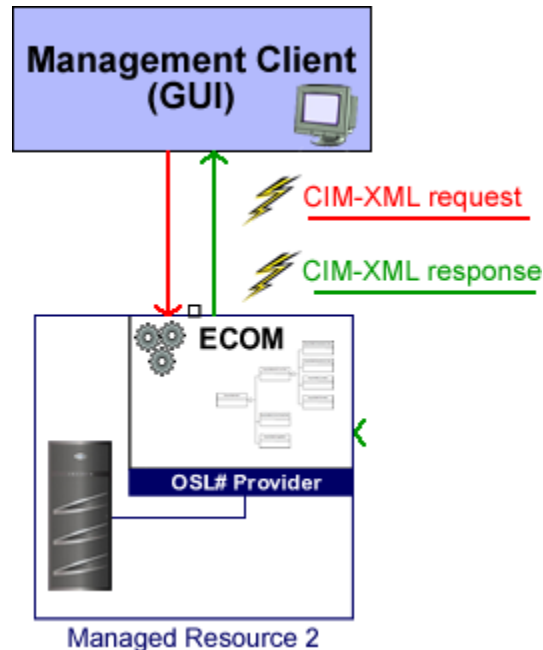 Management Client
(GUI)
CIM-XML request
CIM-XML response
ECOM
OSL# Provider
Managed Resource 2